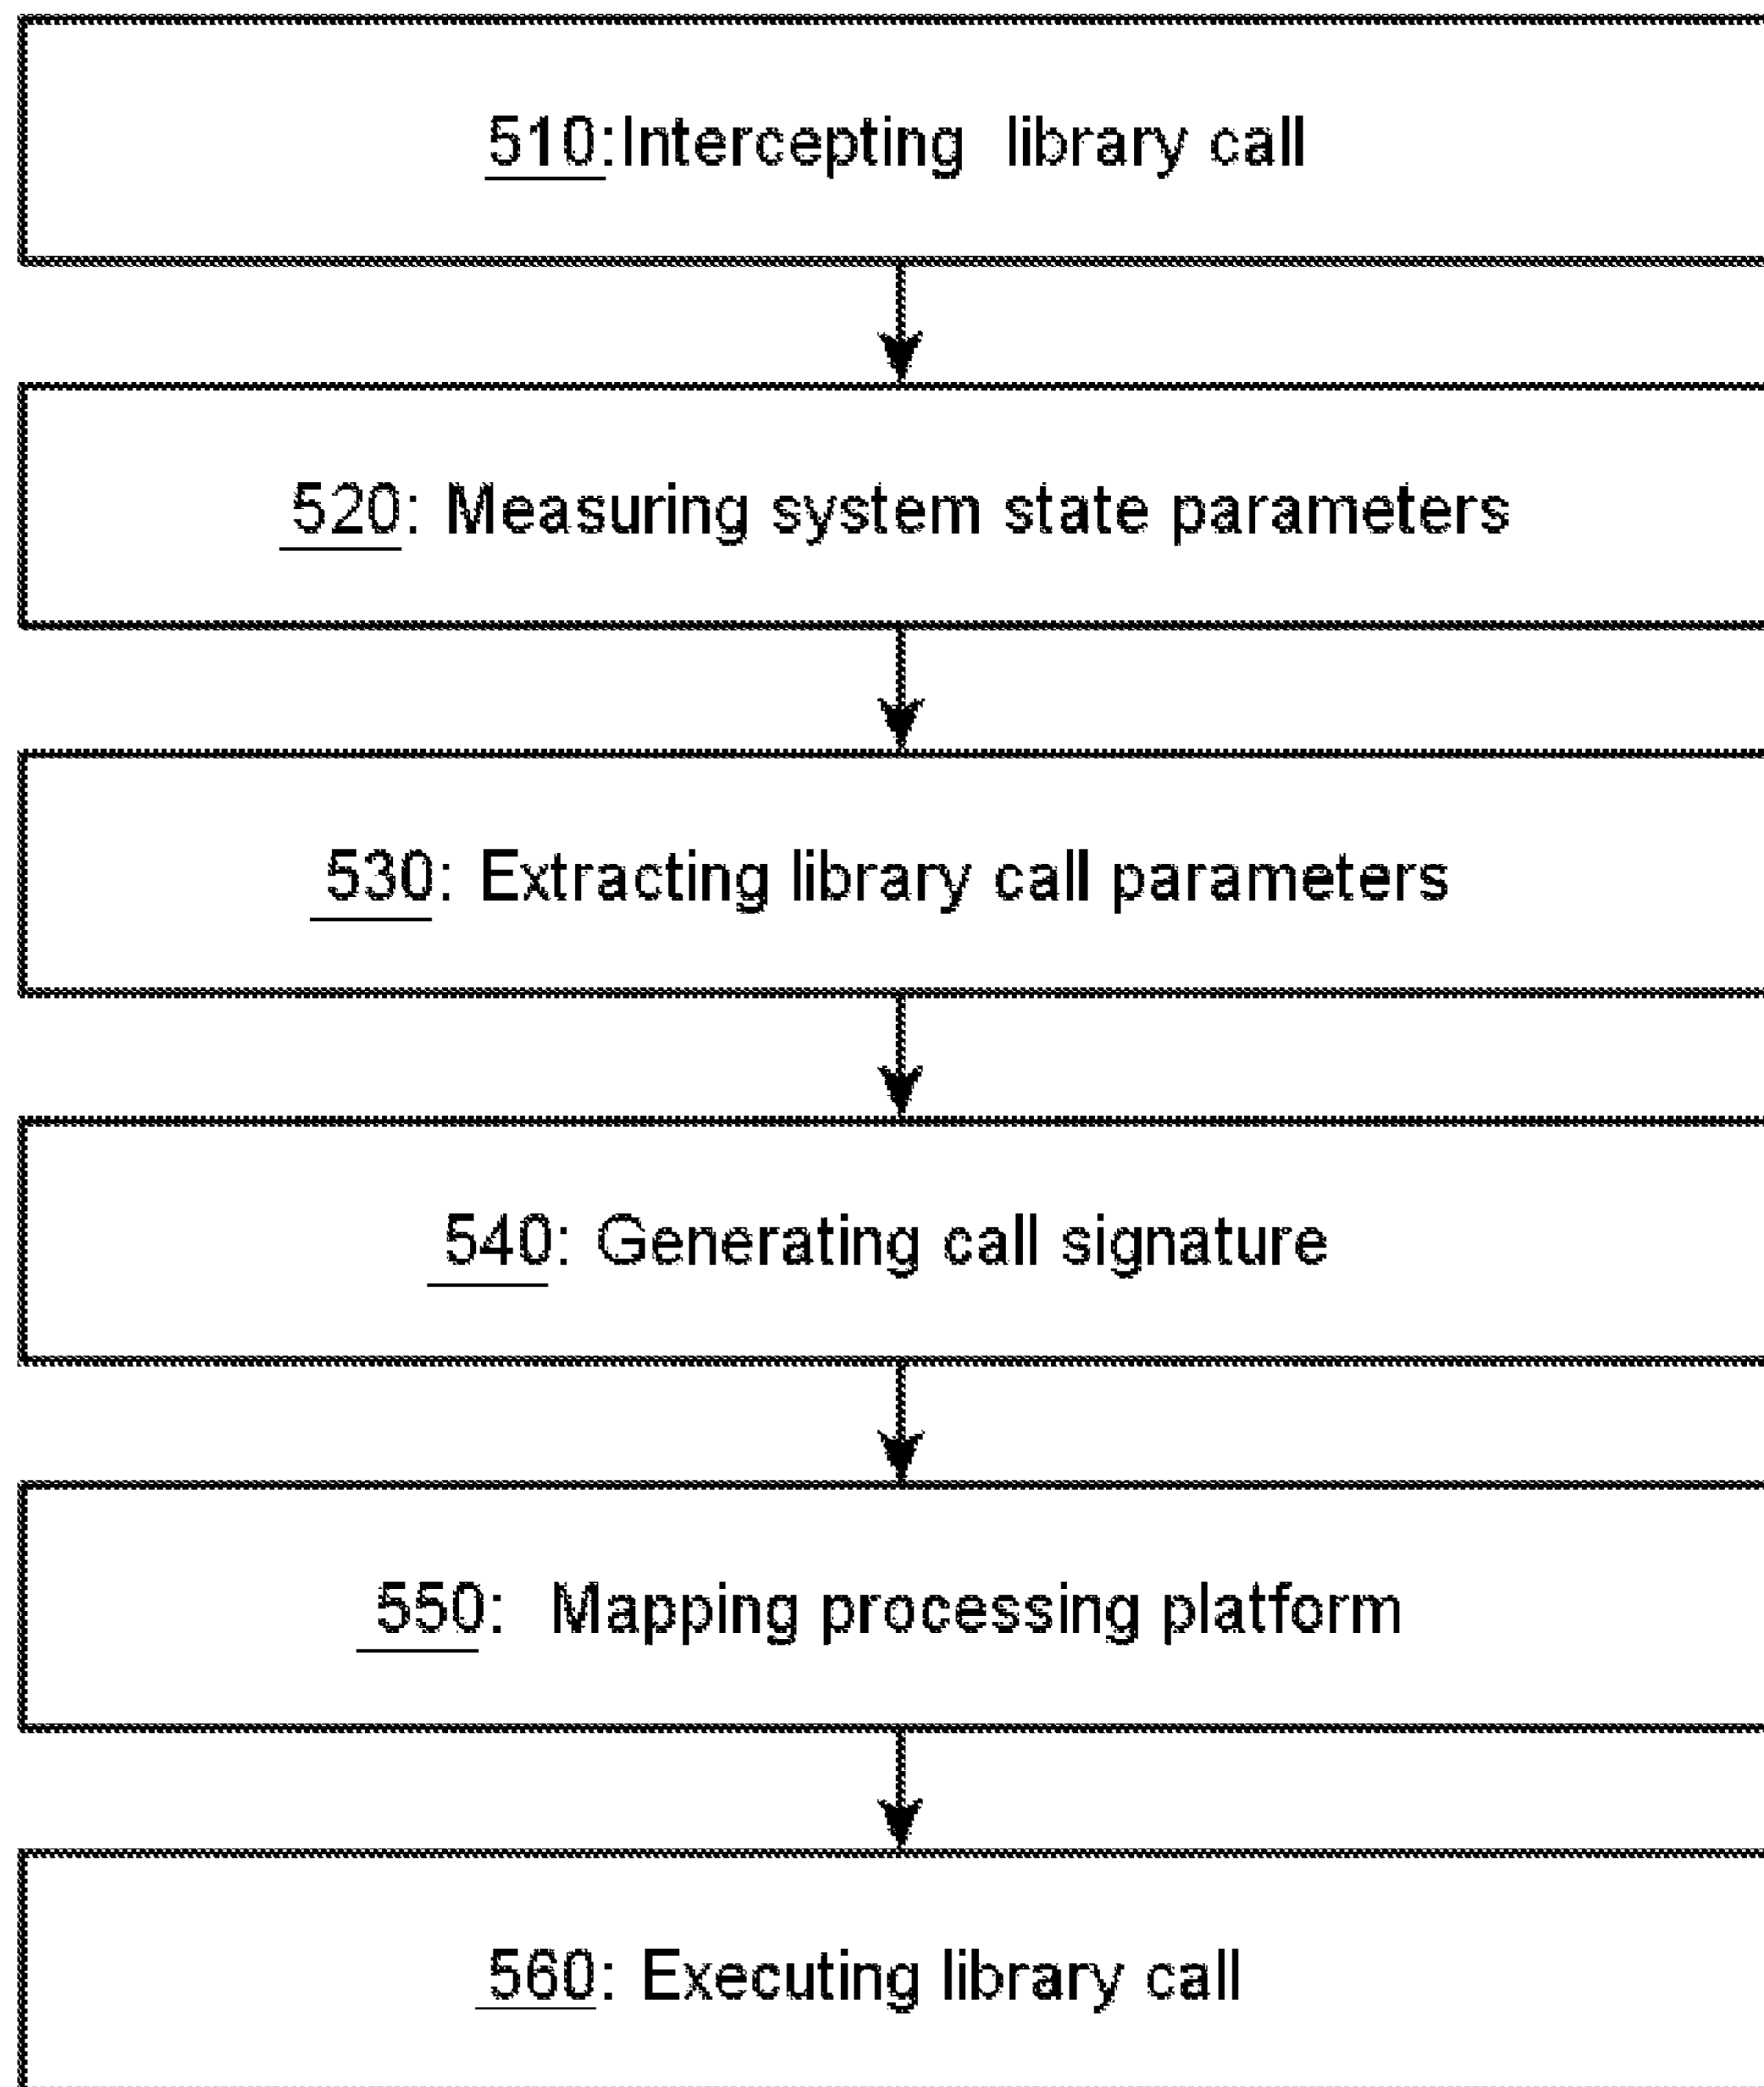 510:Intercepting library call
520: Measuring system state parameters
530: Extracting library call parameters
540: Generating call signature
550: Mapping processing platform
560: Executing library call